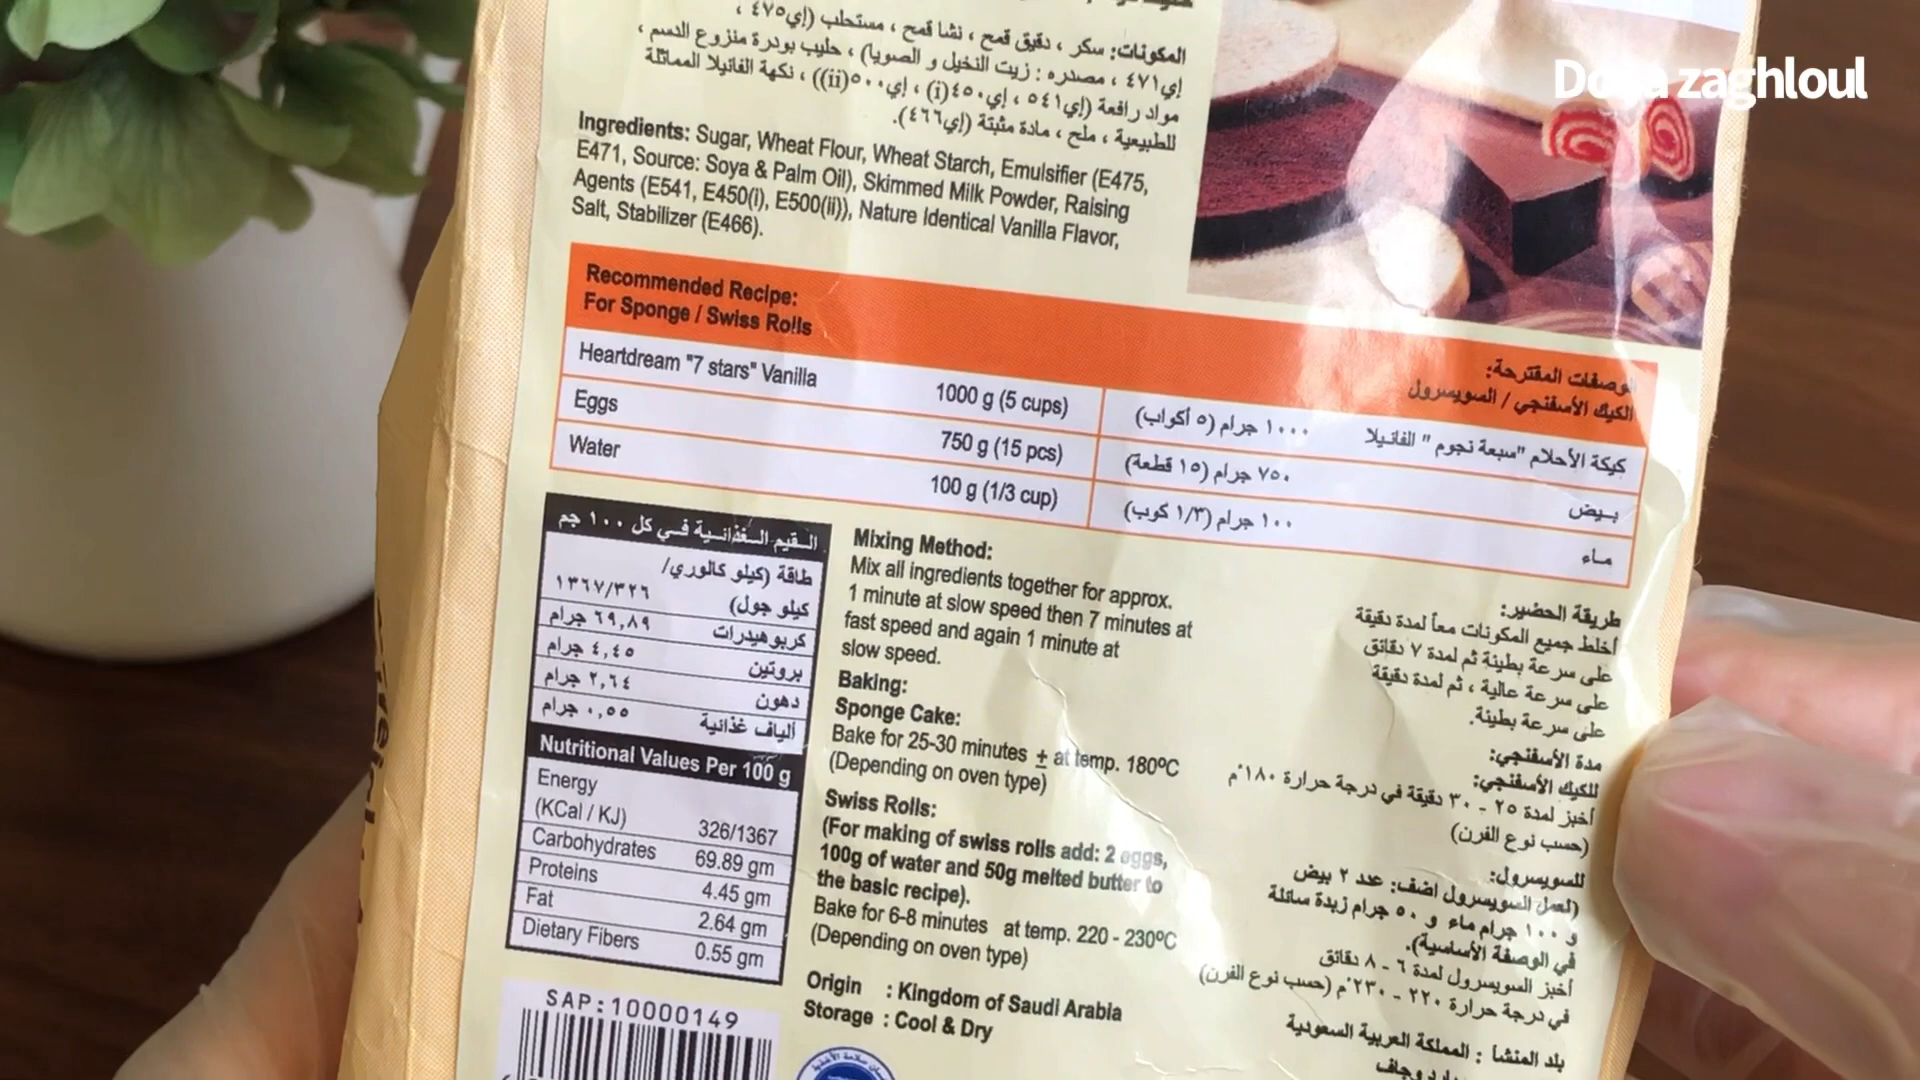 Doaa zaghloul
المكونات: سكر ، دقيق قمح ، نشا قمح ، مستحلب (إي٤٧٥ ،
إي٤٧١ ، مصدره : زيت النخيل و الصويا) ، حليب بودرة منزوع الدسم ،
مواد رافعة (إي٥٤١ ، إي٤٥٠(i) ، إي٥٠٠(ii)) ، نكهة الفانيلا المماثلة
للطبيعية ، ملح ، مادة مثبتة (إي٤٦٦).
Ingredients: Sugar, Wheat Flour, Wheat Starch, Emulsifier (E475,
E471, Source: Soya & Palm Oil), Skimmed Milk Powder, Raising
Agents (E541, E450(i), E500(ii)), Nature Identical Vanilla Flavor,
Salt, Stabilizer (E466).
Recommended Recipe:
For Sponge / Swiss Rolls
الوصفات المقترحة:
الكيك الأسفنجي / السويسرول
Heartdream "7 stars" Vanilla 1000 g (5 cups)
كيكة الأحلام "سبعة نجوم " الفانيلا ١٠٠٠ جرام (٥ أكواب)
Eggs 750 g (15 pcs)
بيض ٧٥٠ جرام (١٥ قطعة)
Water 100 g (1/3 cup)
ماء ١٠٠ جرام (١/٣ كوب)
القيم الغذائية في كل ١٠٠ جم
طاقة (كيلو كالوري/
كيلو جول) ١٣٦٧/٣٢٦
كربوهيدرات ٦٩,٨٩ جرام
بروتين ٤,٤٥ جرام
دهون ٢,٦٤ جرام
ألياف غذائية ٠,٥٥ جرام
Nutritional Values Per 100 g
Energy
(KCal / KJ) 326/1367
Carbohydrates 69.89 gm
Proteins 4.45 gm
Fat 2.64 gm
Dietary Fibers 0.55 gm
SAP:10000149
Mixing Method:
Mix all ingredients together for approx.
1 minute at slow speed then 7 minutes at
fast speed and again 1 minute at
slow speed.
Baking:
Sponge Cake:
Bake for 25-30 minutes ± at temp. 180ºC
(Depending on oven type)
Swiss Rolls:
(For making of swiss rolls add: 2 eggs,
100g of water and 50g melted butter to
the basic recipe).
Bake for 6-8 minutes at temp. 220 - 230ºC
(Depending on oven type)
Origin : Kingdom of Saudi Arabia
Storage : Cool & Dry
طريقة الحضير:
أخلط جميع المكونات معاً لمدة دقيقة
على سرعة بطيئة ثم لمدة ٧ دقائق
على سرعة عالية ، ثم لمدة دقيقة
على سرعة بطيئة.
مدة الأسفنجي:
للكيك الأسفنجي:
أخبز لمدة ٢٥ - ٣٠ دقيقة في درجة حرارة ١٨٠°م
(حسب نوع الفرن)
للسويسرول:
(لعمل السويسرول اضف: عدد ٢ بيض
و ١٠٠ جرام ماء و ٥٠ جرام زبدة سائلة
في الوصفة الأساسية).
أخبز السويسرول لمدة ٦ - ٨ دقائق
في درجة حرارة ٢٢٠ - ٢٣٠°م (حسب نوع الفرن)
بلد المنشأ : المملكة العربية السعودية